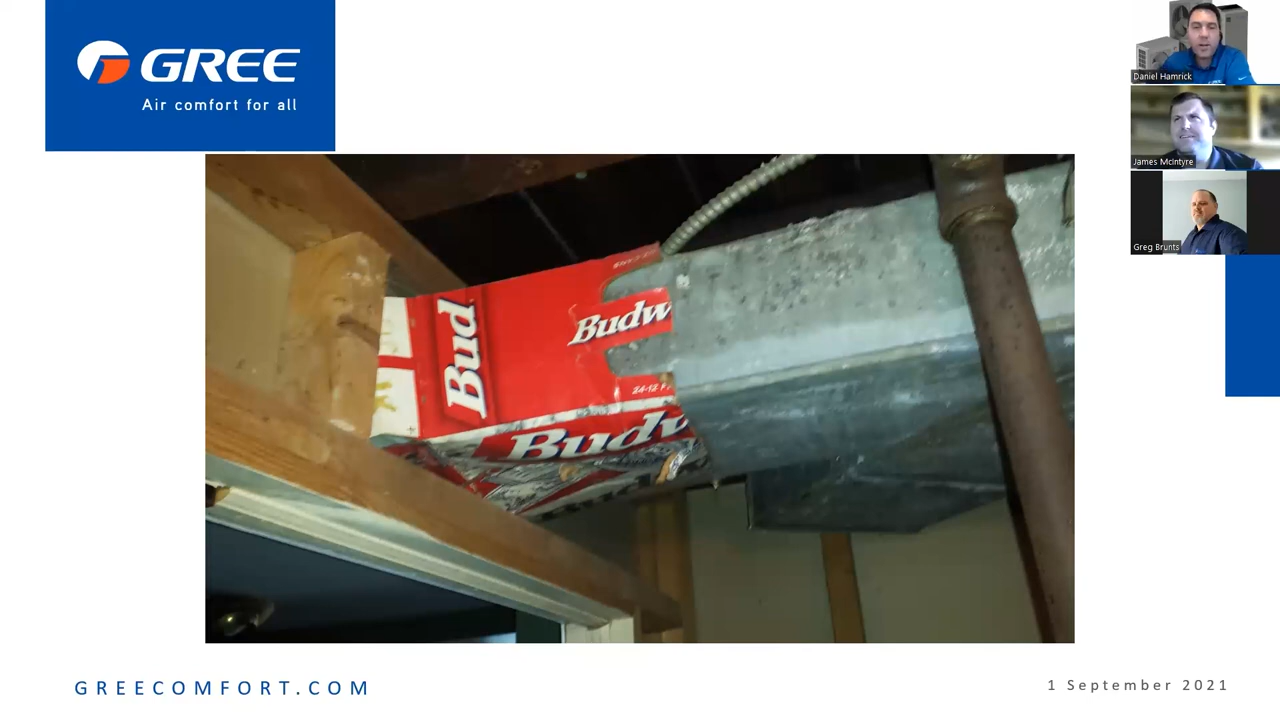 GREE
Air comfort for all
Daniel Hamrick
James McIntyre
Greg Brunts
Bud
Budw
Budw
GREECOMFORT.COM
1 September 2021